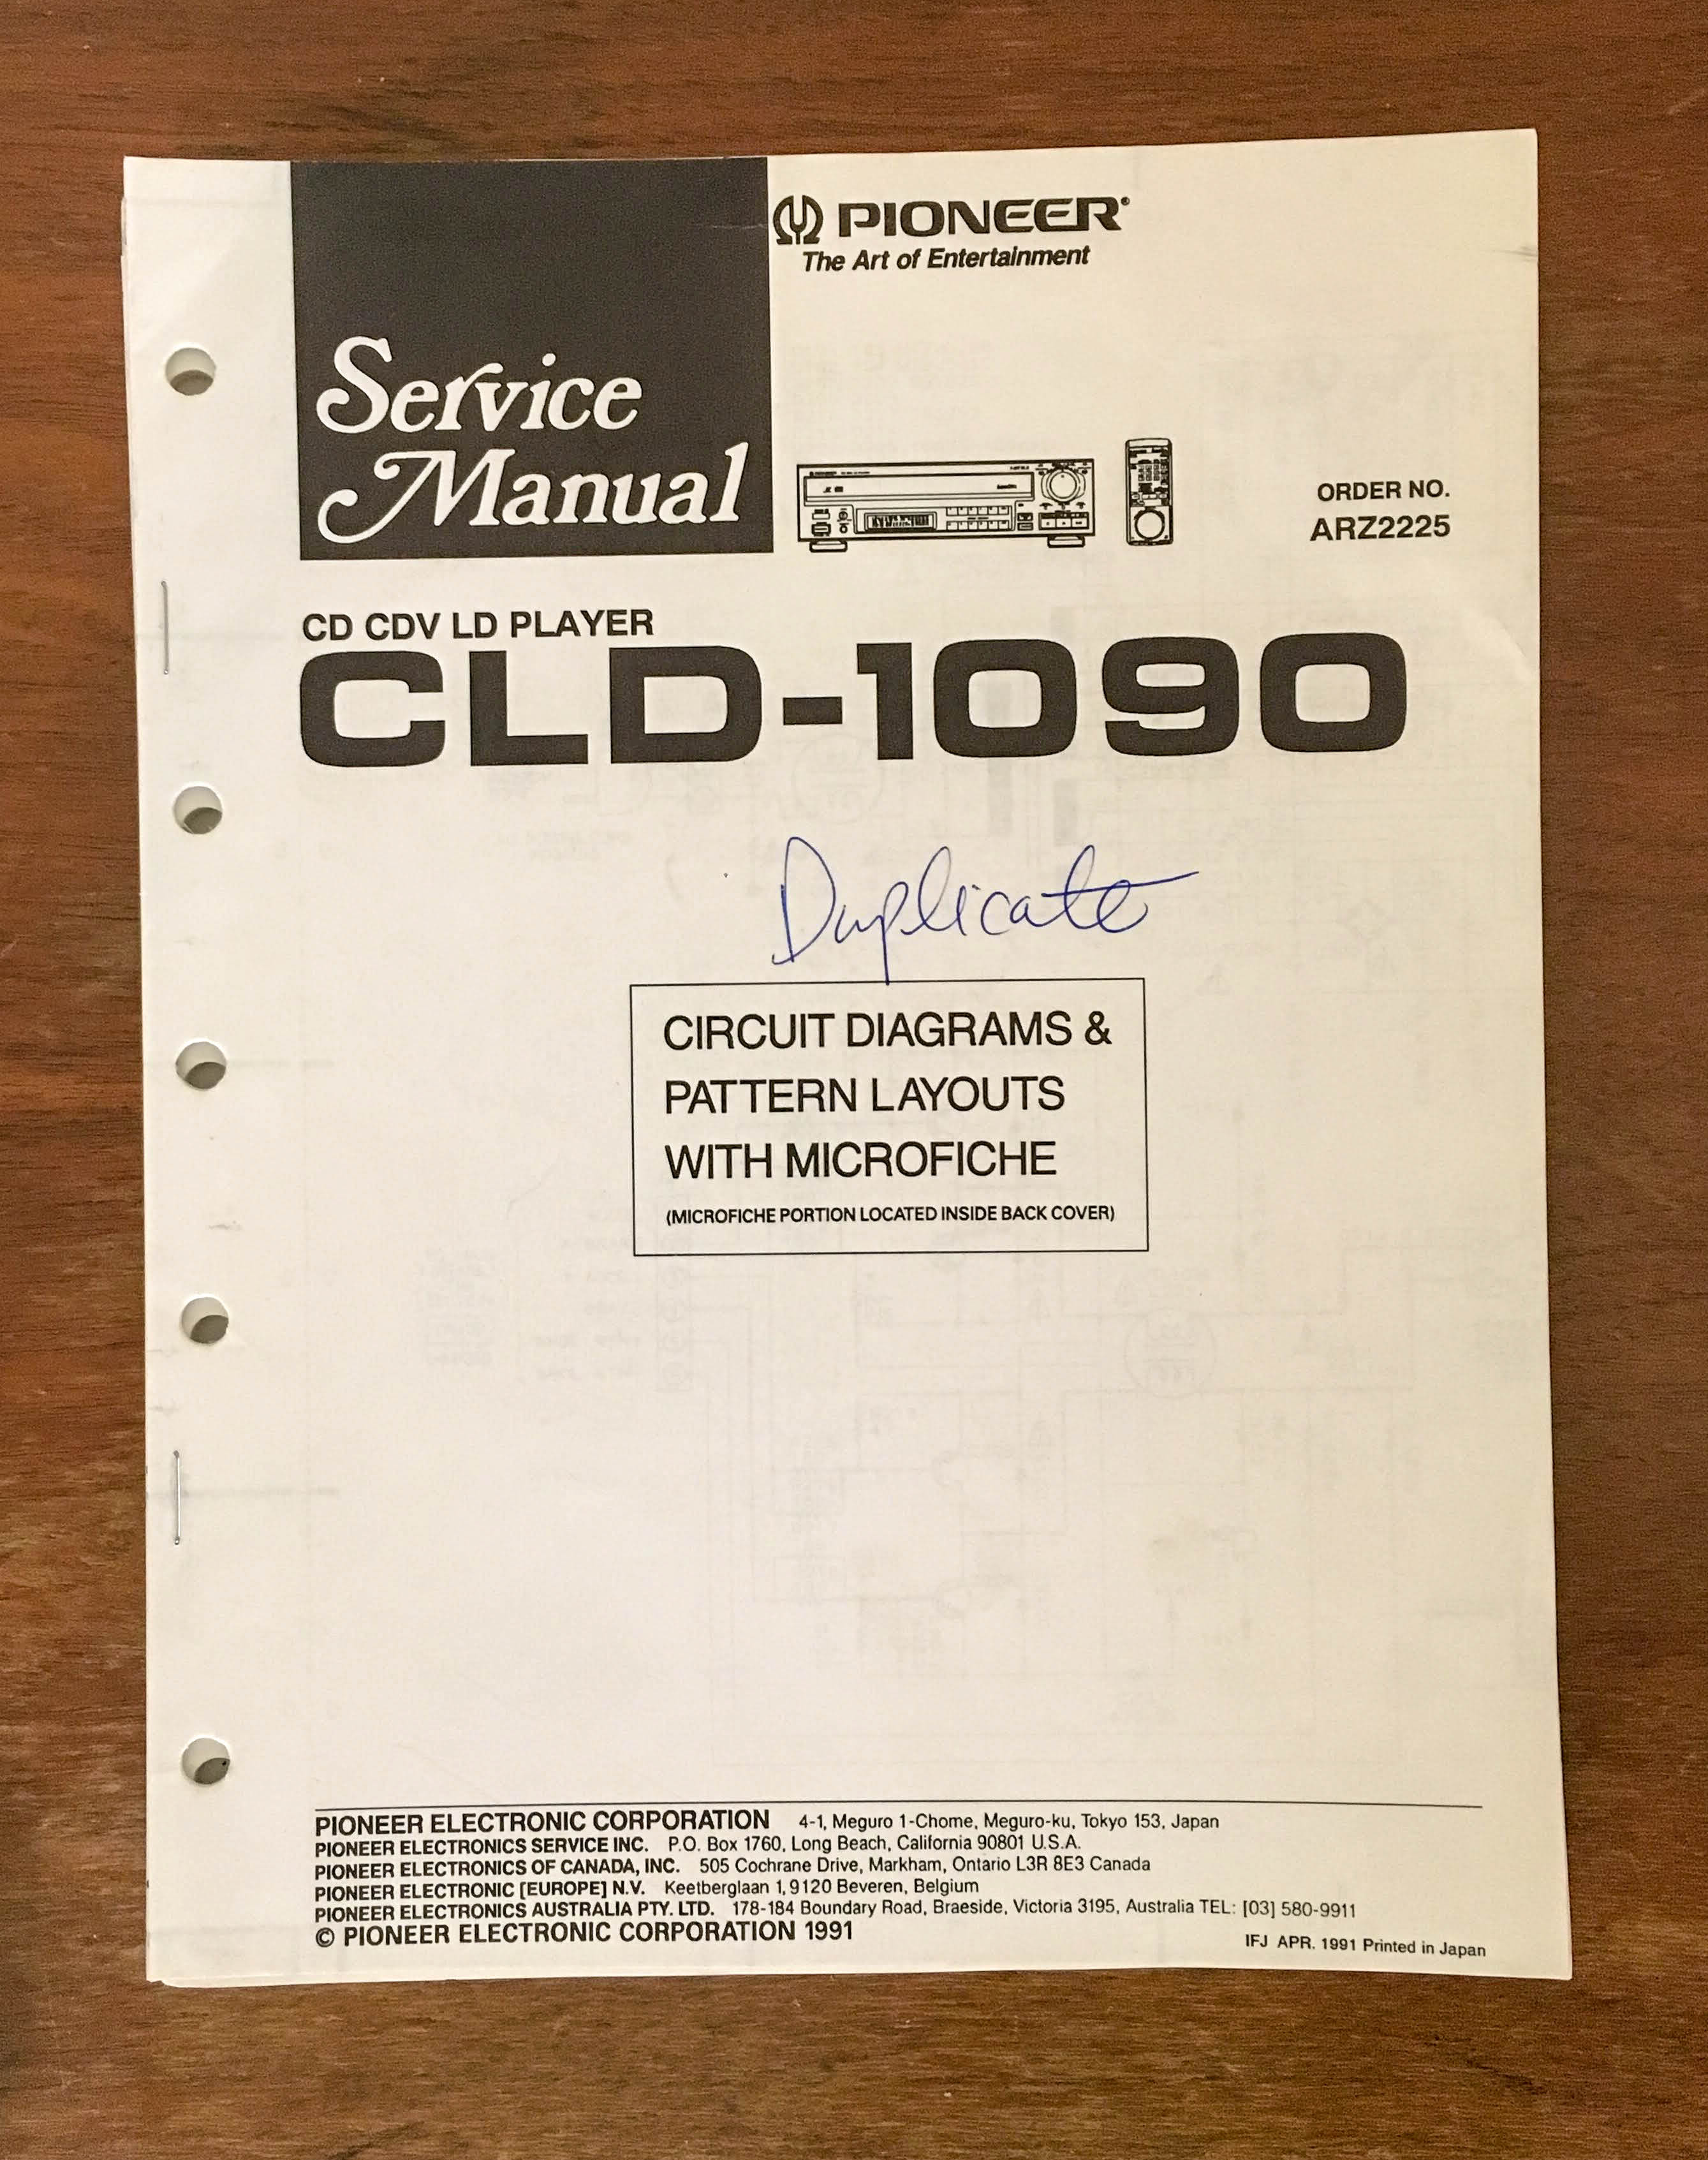 PIONEER®
The Art of Entertainment
Service
Manual
ORDER NO.
ARZ2225
CD CDV LD PLAYER
CLD-1090
Duplicate
CIRCUIT DIAGRAMS &
PATTERN LAYOUTS
WITH MICROFICHE
(MICROFICHE PORTION LOCATED INSIDE BACK COVER)
PIONEER ELECTRONIC CORPORATION 4-1, Meguro 1-Chome, Meguro-ku, Tokyo 153, Japan
PIONEER ELECTRONICS SERVICE INC. P.O. Box 1760, Long Beach, California 90801 U.S.A.
PIONEER ELECTRONICS OF CANADA, INC. 505 Cochrane Drive, Markham, Ontario L3R 8E3 Canada
PIONEER ELECTRONIC [EUROPE] N.V. Keetberglaan 1, 9120 Beveren, Belgium
PIONEER ELECTRONICS AUSTRALIA PTY. LTD. 178-184 Boundary Road, Braeside, Victoria 3195, Australia TEL: [03] 580-9911
© PIONEER ELECTRONIC CORPORATION 1991
IFJ APR. 1991 Printed in Japan